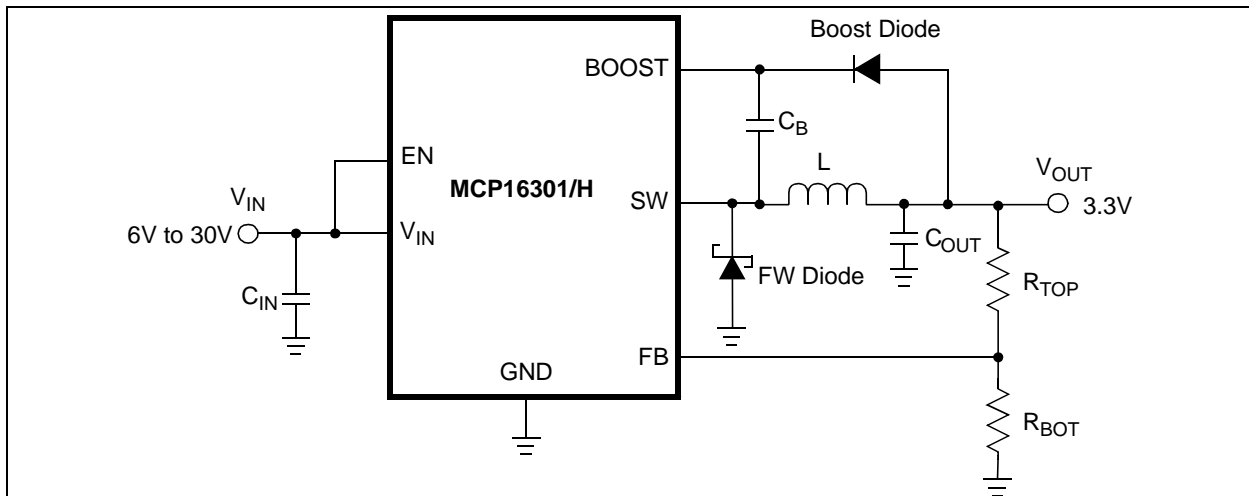 Boost Diode
BOOST
C_B
EN
MCP16301/H
L
V_OUT
V_IN
SW
3.3V
6V to 30V
V_IN
C_OUT
FW Diode
R_TOP
C_IN
FB
GND
R_BOT